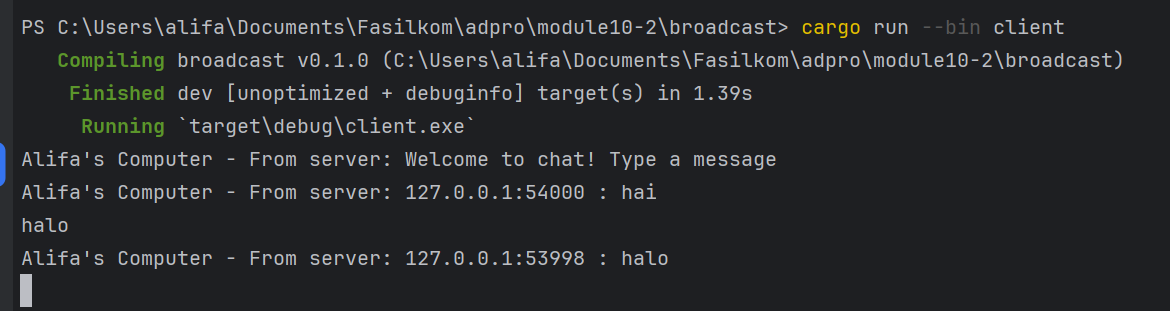 PS C:\Users\alifa\Documents\Fasilkom\adpro\module10-2\broadcast> cargo run --bin client
Compiling broadcast v0.1.0 (C:\Users\alifa\Documents\Fasilkom\adpro\module10-2\broadcast)
Finished dev [unoptimized + debuginfo] target(s) in 1.39s
Running `target\debug\client.exe`
Alifa's Computer - From server: Welcome to chat! Type a message
Alifa's Computer - From server: 127.0.0.1:54000 : hai
halo
Alifa's Computer - From server: 127.0.0.1:53998 : halo